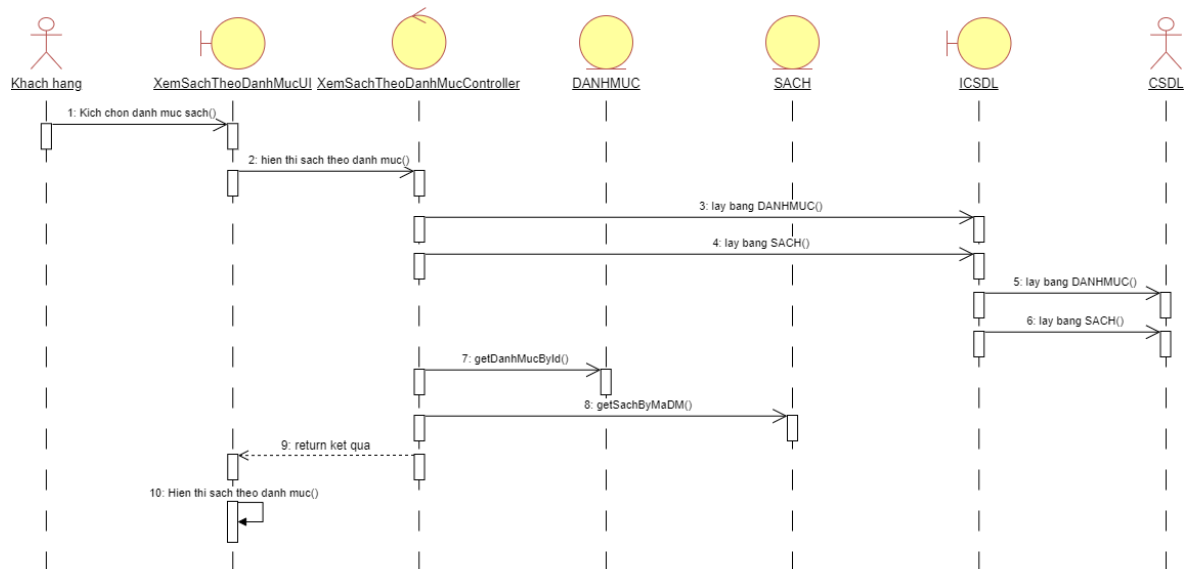 Khach hang
XemSachTheoDanhMucUI
XemSachTheoDanhMucController
DANHMUC
SACH
ICSDL
CSDL
1: Kich chon danh muc sach()
2: hien thi sach theo danh muc()
3: lay bang DANHMUC()
4: lay bang SACH()
5: lay bang DANHMUC()
6: lay bang SACH()
7: getDanhMucById()
8: getSachByMaDM()
9: return ket qua
10: Hien thi sach theo danh muc()